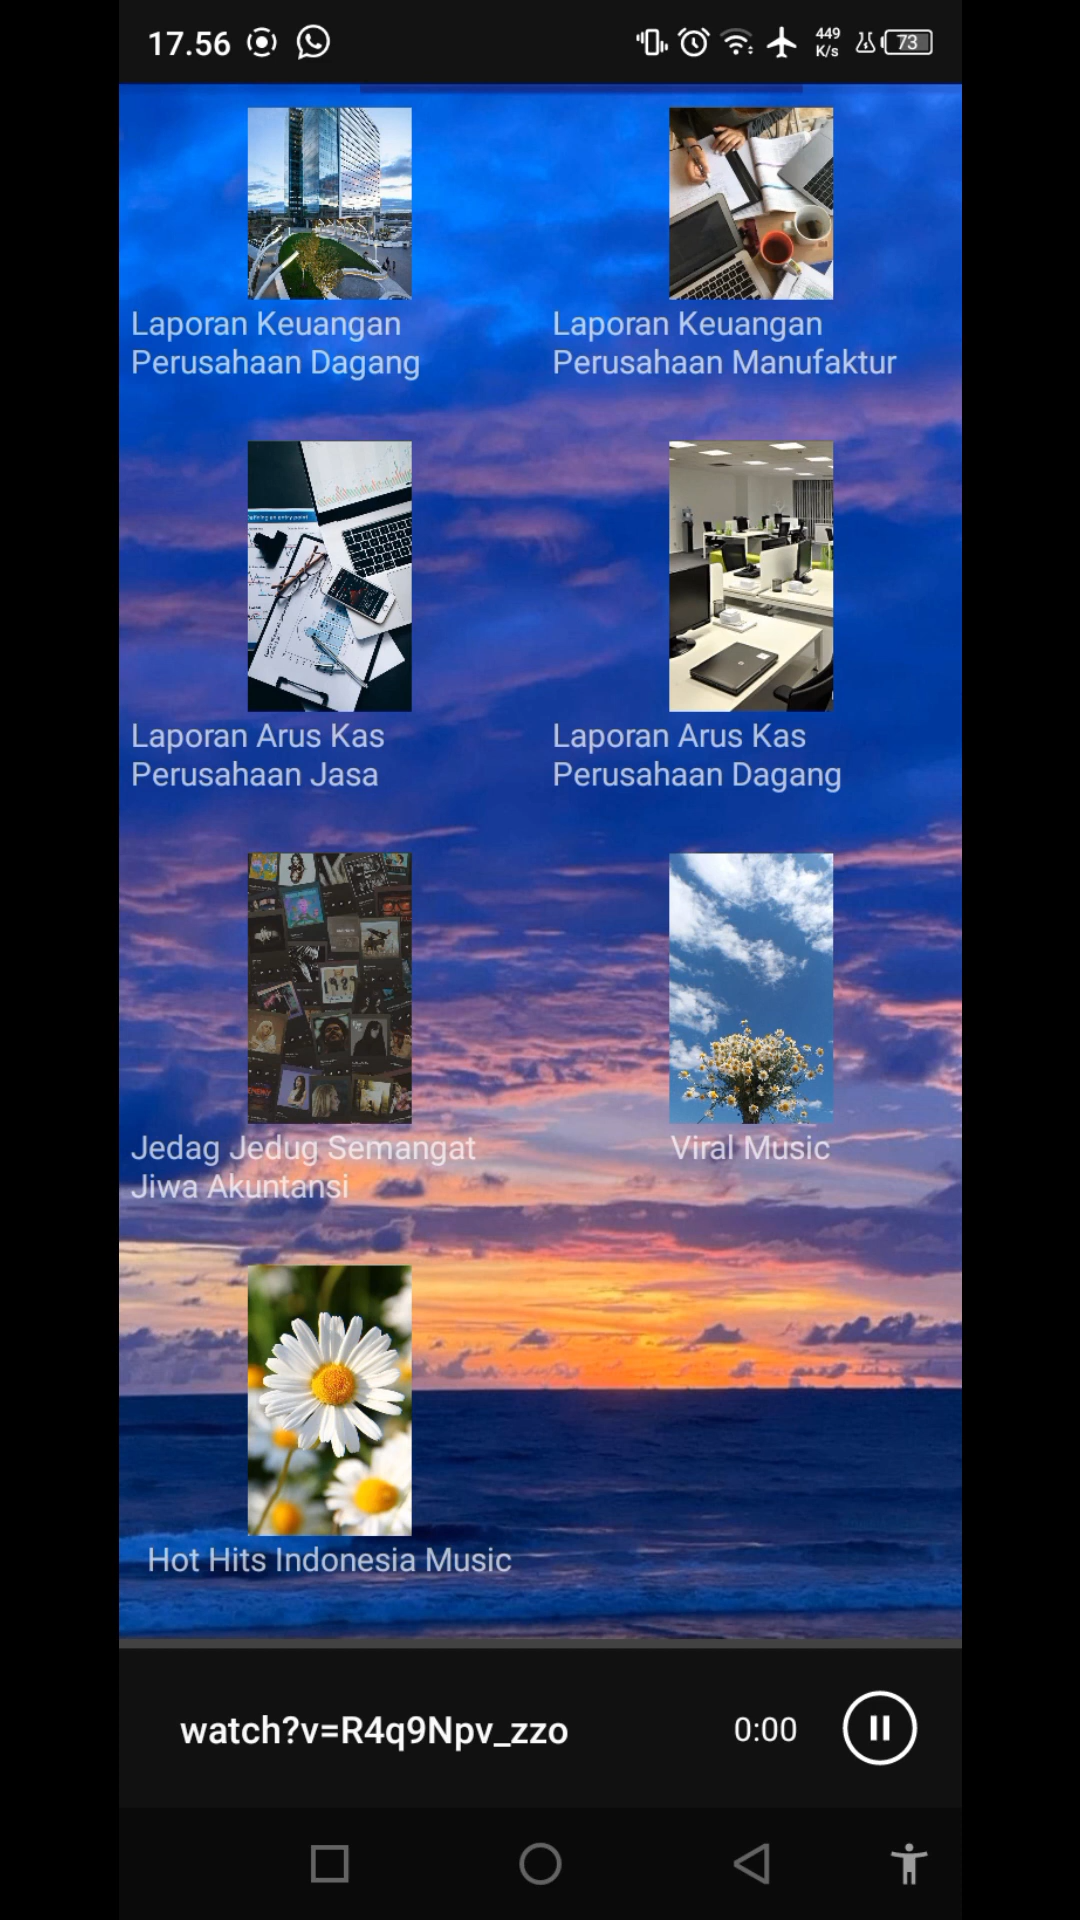 17.56
449
K/s
73
Laporan Keuangan
Perusahaan Dagang
Laporan Keuangan
Perusahaan Manufaktur
Laporan Arus Kas
Perusahaan Jasa
Laporan Arus Kas
Perusahaan Dagang
Jedag Jedug Semangat
Jiwa Akuntansi
Viral Music
Hot Hits Indonesia Music
watch?v=R4q9Npv_zzo
0:00